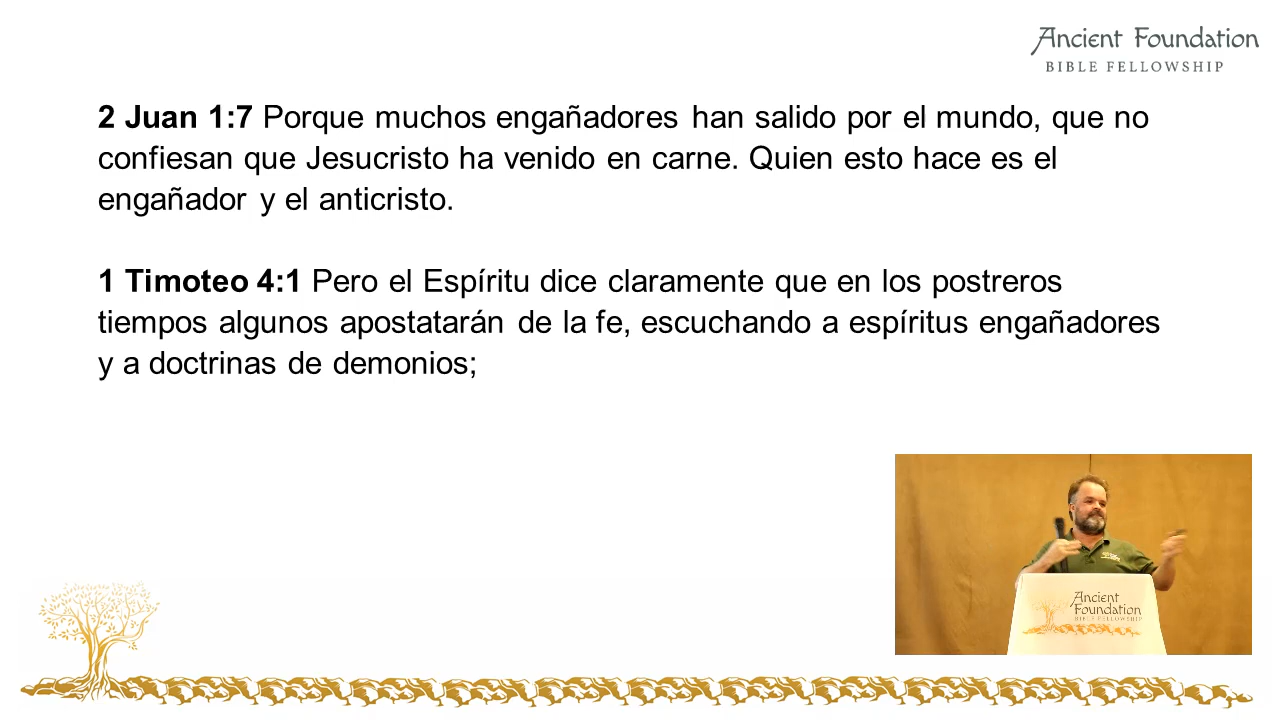 Ancient Foundation
BIBLE FELLOWSHIP
2 Juan 1:7 Porque muchos engañadores han salido por el mundo, que no
confiesan que Jesucristo ha venido en carne. Quien esto hace es el
engañador y el anticristo.
1 Timoteo 4:1 Pero el Espíritu dice claramente que en los postreros
tiempos algunos apostatarán de la fe, escuchando a espíritus engañadores
y a doctrinas de demonios;
Ancient
Foundation
BIBLE FELLOWSHIP